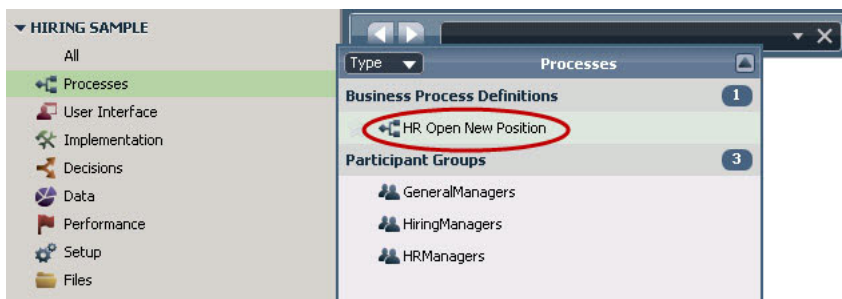 HIRING SAMPLE
All
Processes
User Interface
Implementation
Decisions
Data
Performance
Setup
Files
Type
Processes
Business Process Definitions 1
HR Open New Position
Participant Groups 3
GeneralManagers
HiringManagers
HRManagers